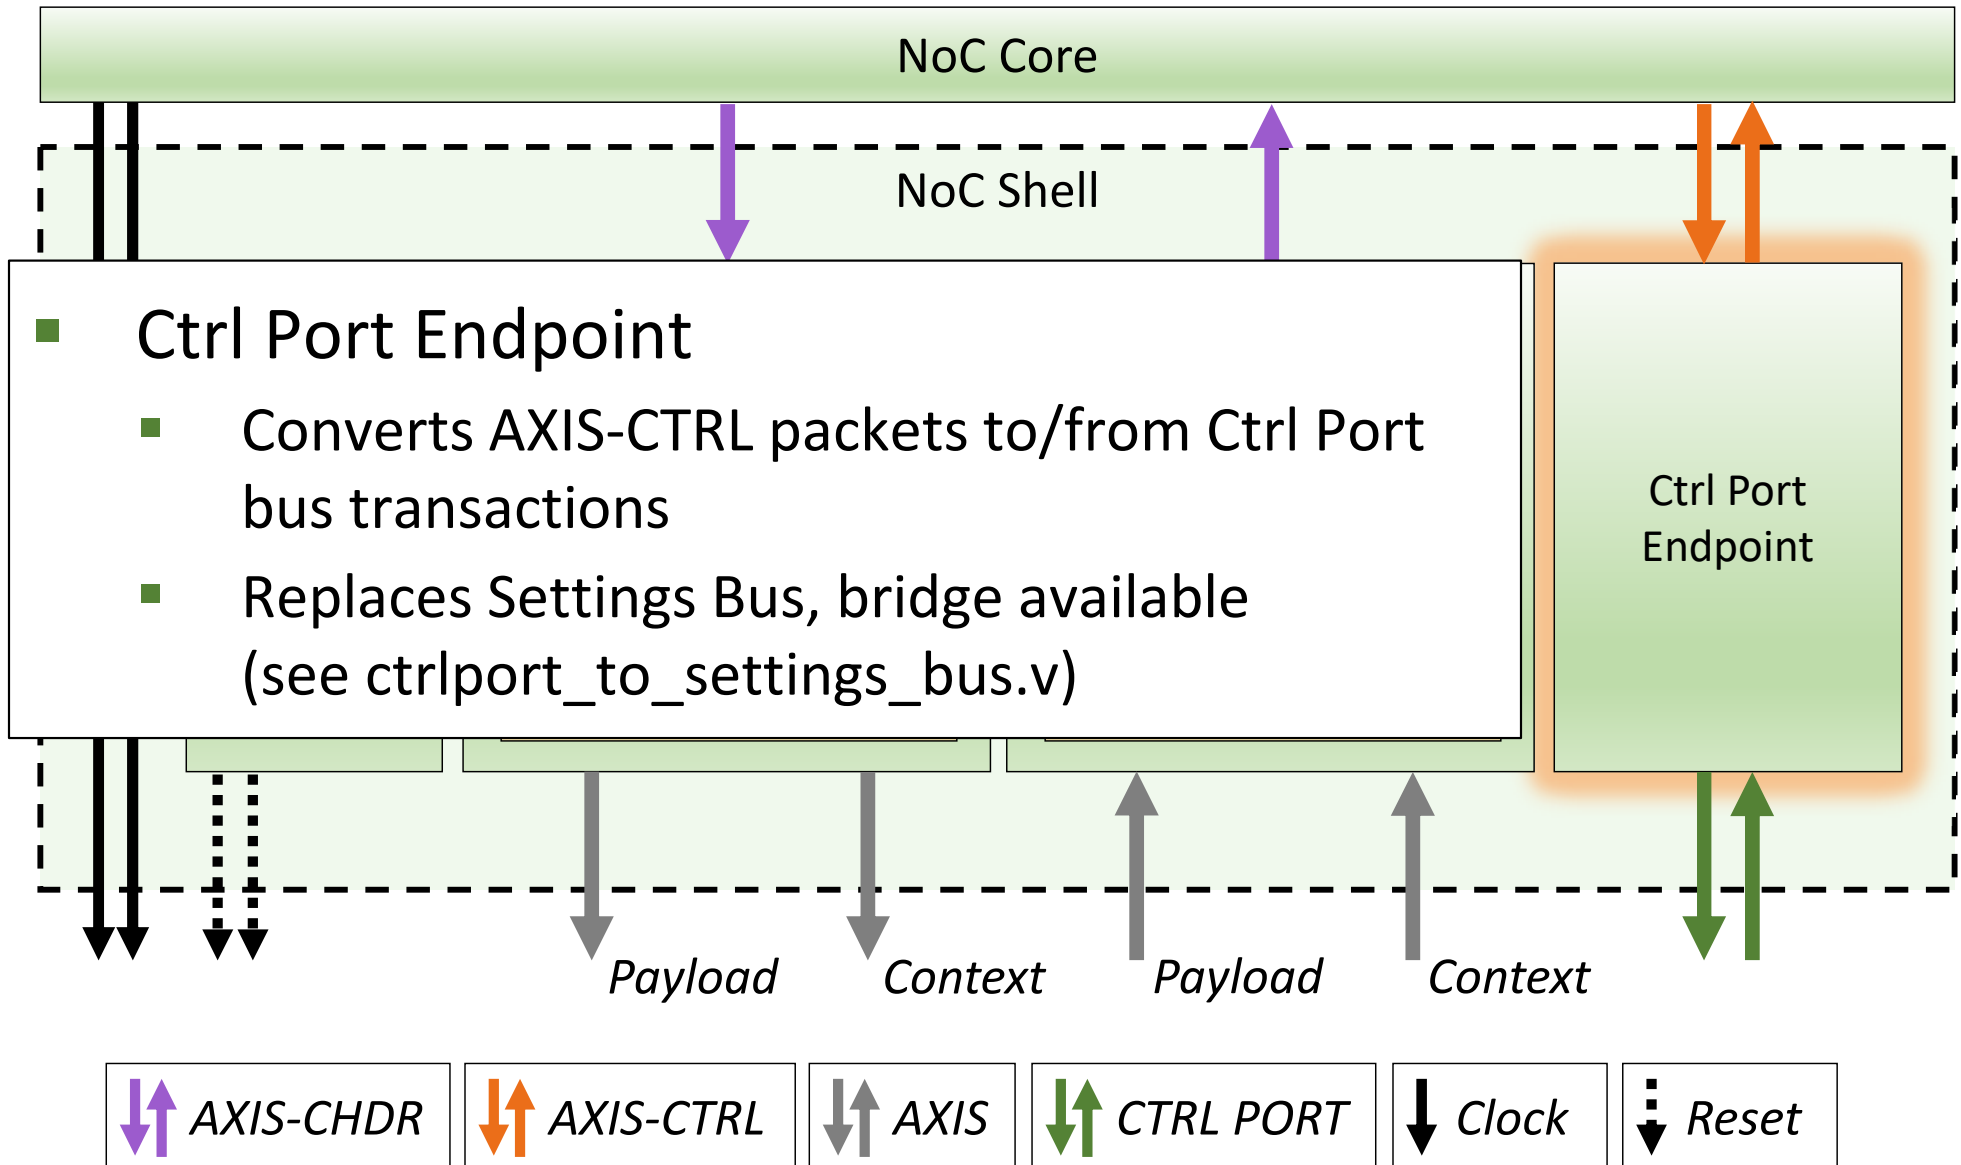 NoC Core
NoC Shell
Ctrl Port Endpoint
Converts AXIS-CTRL packets to/from Ctrl Port
bus transactions
Replaces Settings Bus, bridge available
(see ctrlport_to_settings_bus.v)
Ctrl Port
Endpoint
Payload
Context
Payload
Context
AXIS-CHDR
AXIS-CTRL
AXIS
CTRL PORT
Clock
Reset